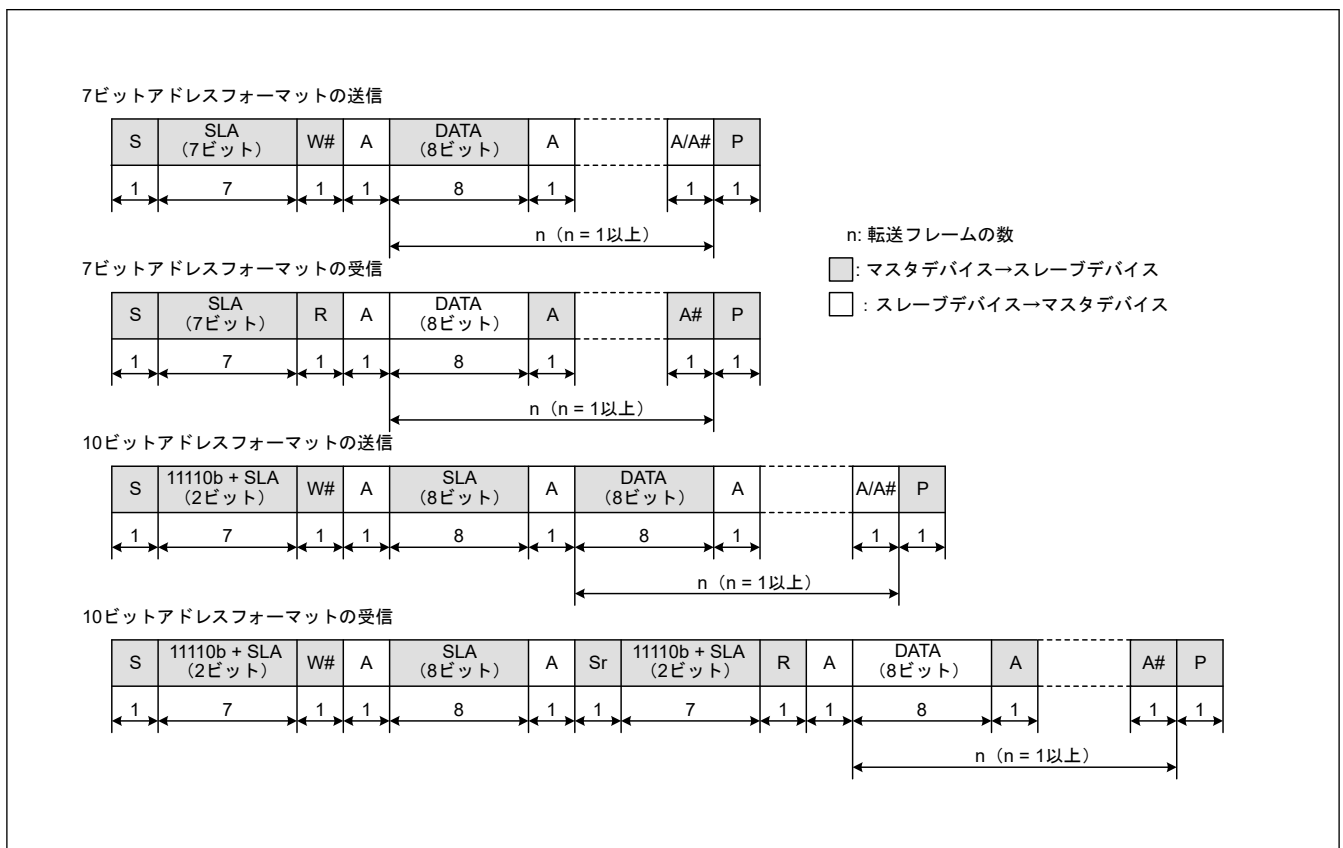 7ビットアドレスフォーマットの送信
S SLA W# A DATA A A/A# P
(7ビット) (8ビット)
1 7 1 1 8 1 1 1
n（n = 1以上）
n: 転送フレームの数
: マスタデバイス→スレーブデバイス
: スレーブデバイス→マスタデバイス
7ビットアドレスフォーマットの受信
S SLA R A DATA A A# P
(7ビット) (8ビット)
1 7 1 1 8 1 1 1
n（n = 1以上）
10ビットアドレスフォーマットの送信
S 11110b + SLA W# A SLA A DATA A A/A# P
(2ビット) (8ビット) (8ビット)
1 7 1 1 8 1 8 1 1 1
n（n = 1以上）
10ビットアドレスフォーマットの受信
S 11110b + SLA W# A SLA A Sr 11110b + SLA R A DATA A A# P
(2ビット) (8ビット) (2ビット) (8ビット)
1 7 1 1 8 1 1 7 1 1 8 1 1 1
n（n = 1以上）